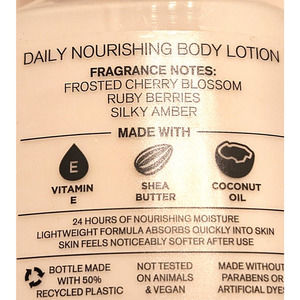 DAILY NOURISHING BODY LOTION
FRAGRANCE NOTES:
FROSTED CHERRY BLOSSOM
RUBY BERRIES
SILKY AMBER
MADE WITH
E
VITAMIN
E
SHEA
BUTTER
COCONUT
OIL
24 HOURS OF NOURISHING MOISTURE
LIGHTWEIGHT FORMULA ABSORBS QUICKLY INTO SKIN
SKIN FEELS NOTICEABLY SOFTER AFTER USE
BOTTLE MADE
WITH 50%
RECYCLED PLASTIC
NOT TESTED
ON ANIMALS
& VEGAN
MADE WITHOUT
PARABENS OR
ARTIFICIAL DYE